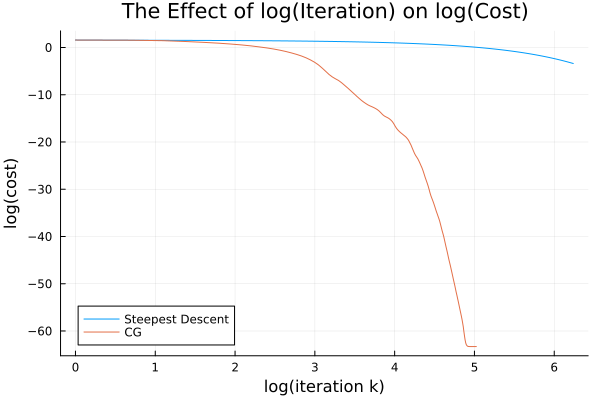 The Effect of log(Iteration) on log(Cost)
log(cost)
0
−10
−20
−30
−40
−50
−60
Steepest Descent
CG
0 1 2 3 4 5 6
log(iteration k)